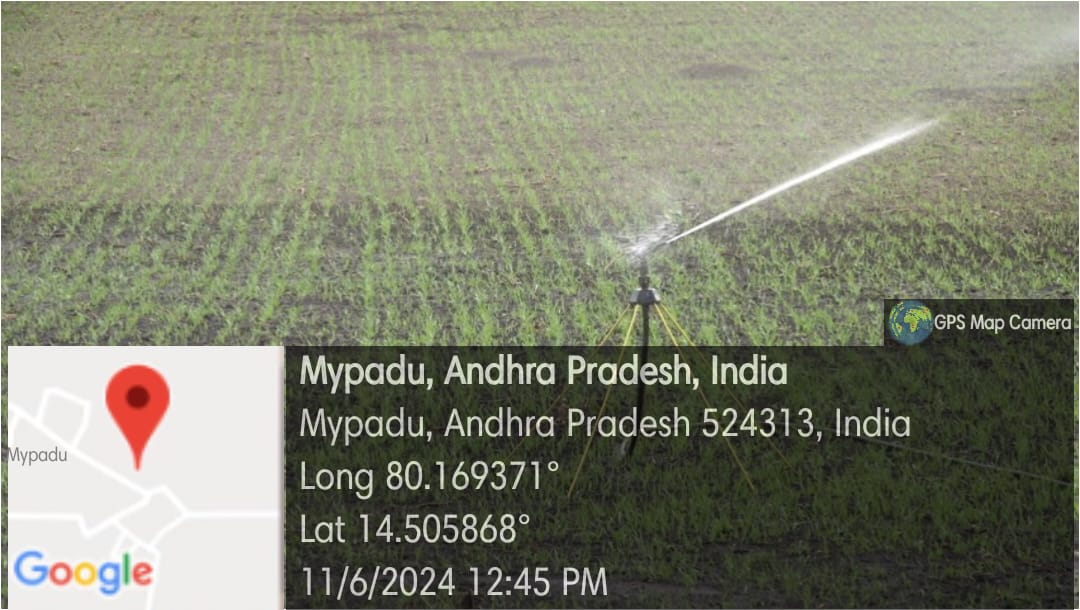 GPS Map Camera
Mypadu, Andhra Pradesh, India
Mypadu, Andhra Pradesh 524313, India
Long 80.169371°
Lat 14.505868°
11/6/2024 12:45 PM
Mypadu
Google